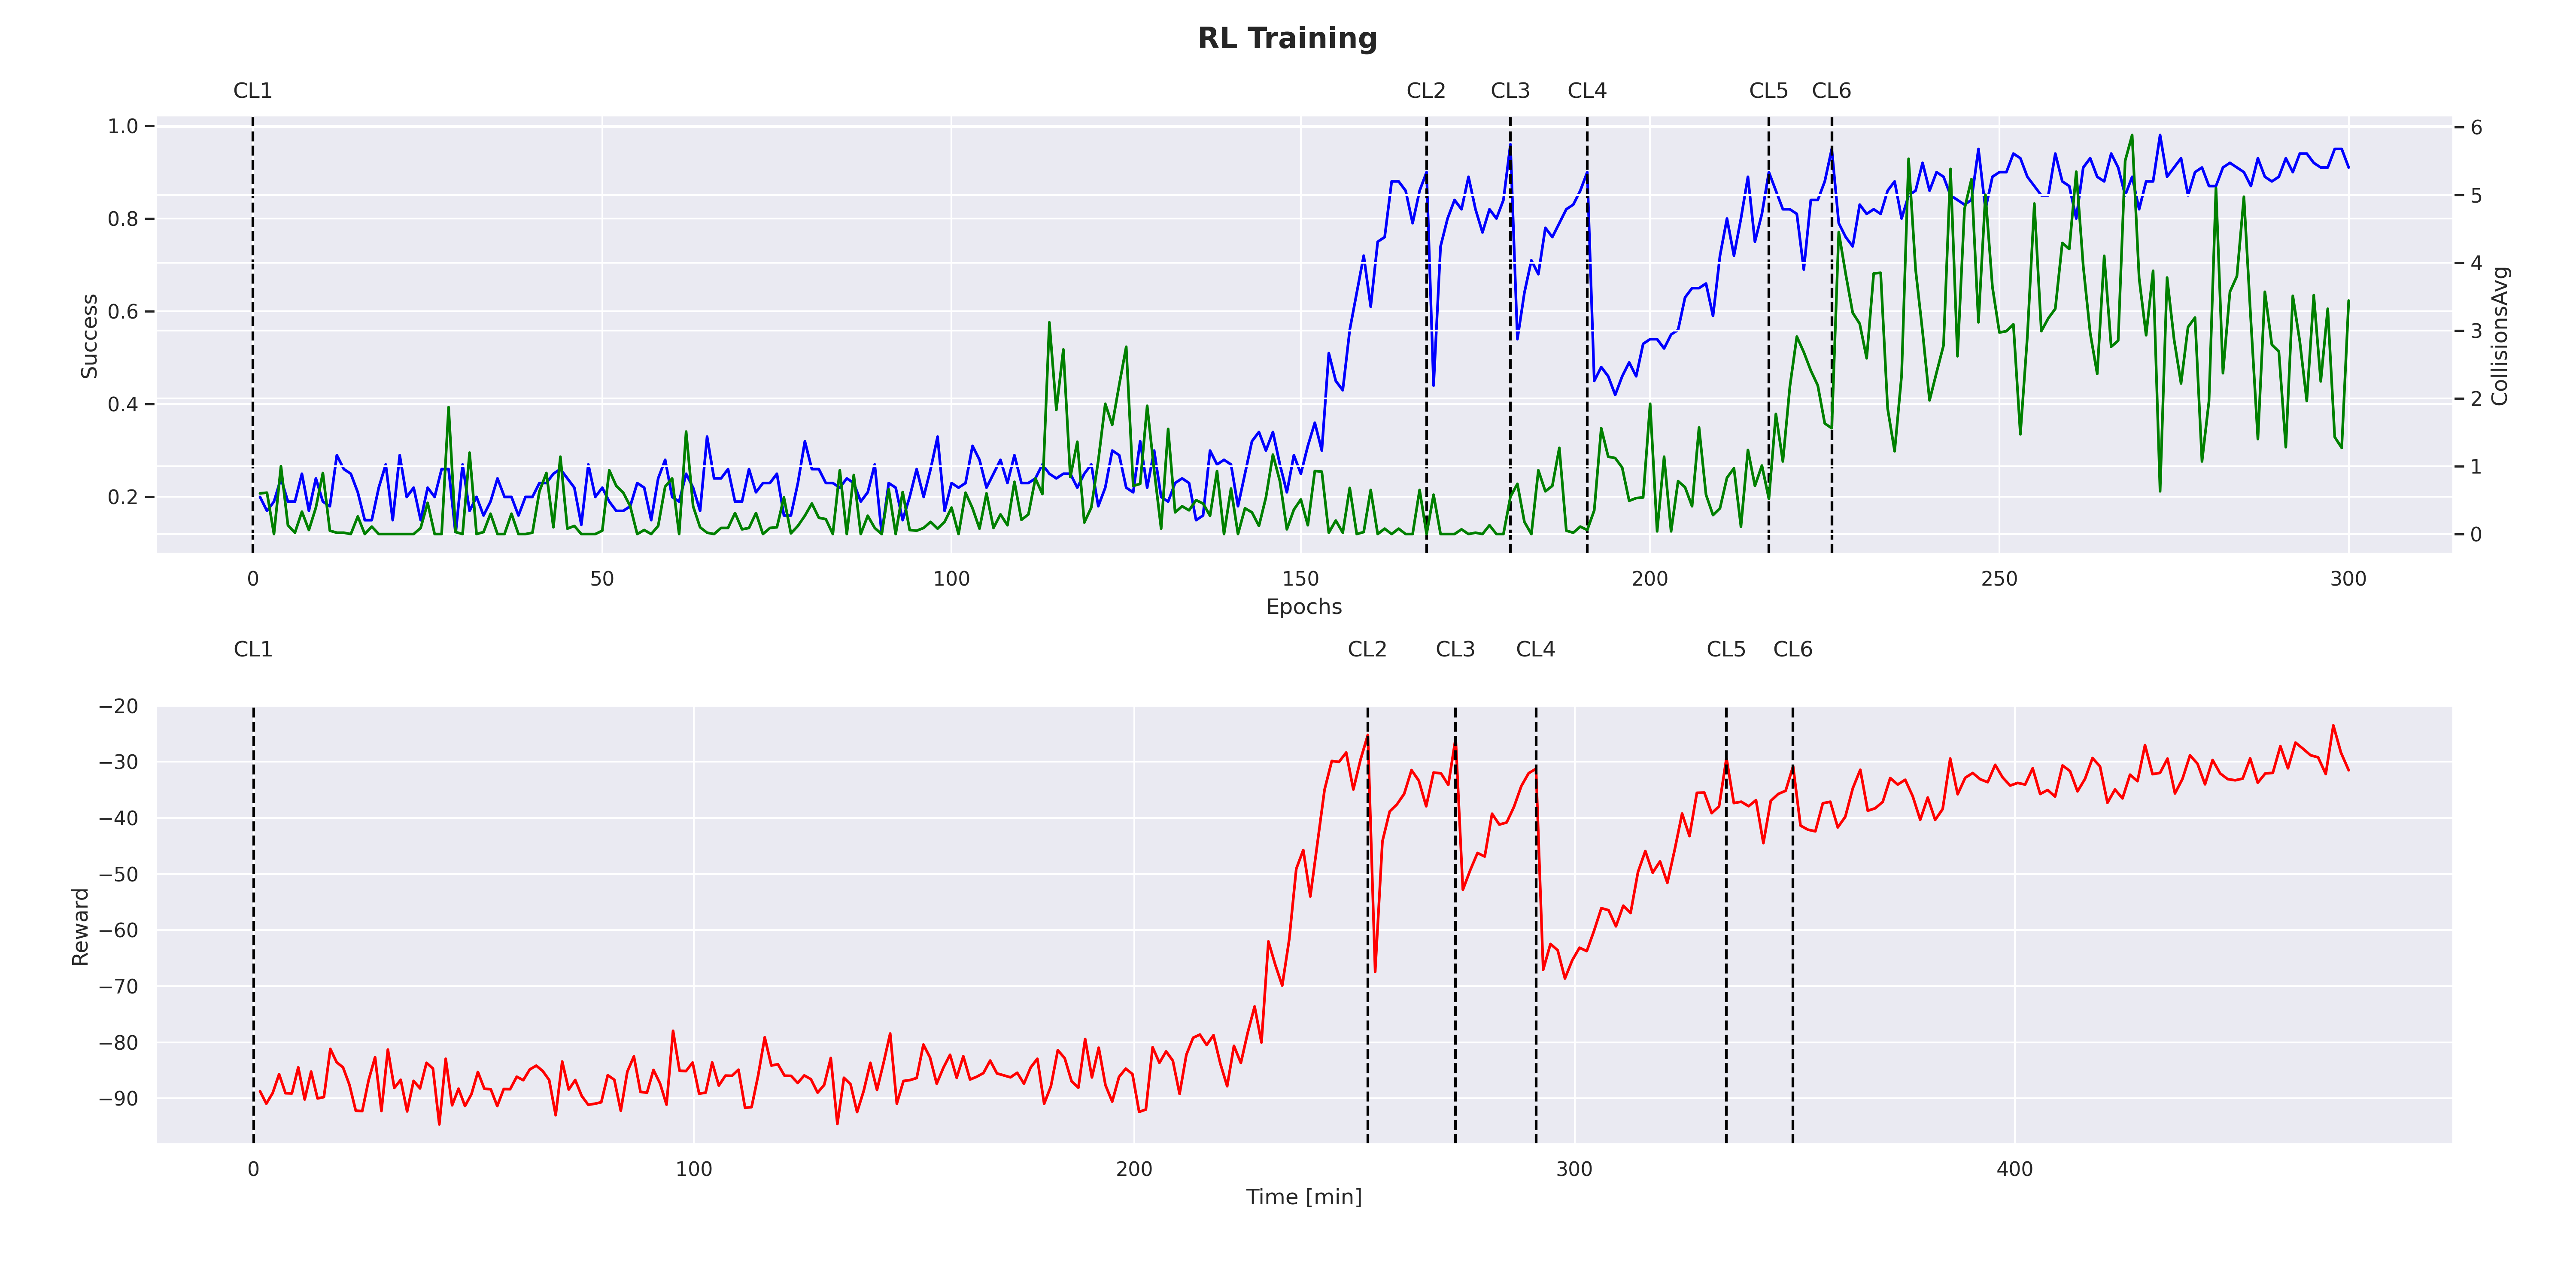 RL Training
CL1 CL2 CL3 CL4 CL5 CL6
1.0
0.8
0.6
0.4
0.2
Success
6
5
4
3
2
1
0
CollisionsAvg
0 50 100 150 200 250 300
Epochs
CL1 CL2 CL3 CL4 CL5 CL6
−20
−30
−40
−50
−60
−70
−80
−90
Reward
0 100 200 300 400
Time [min]